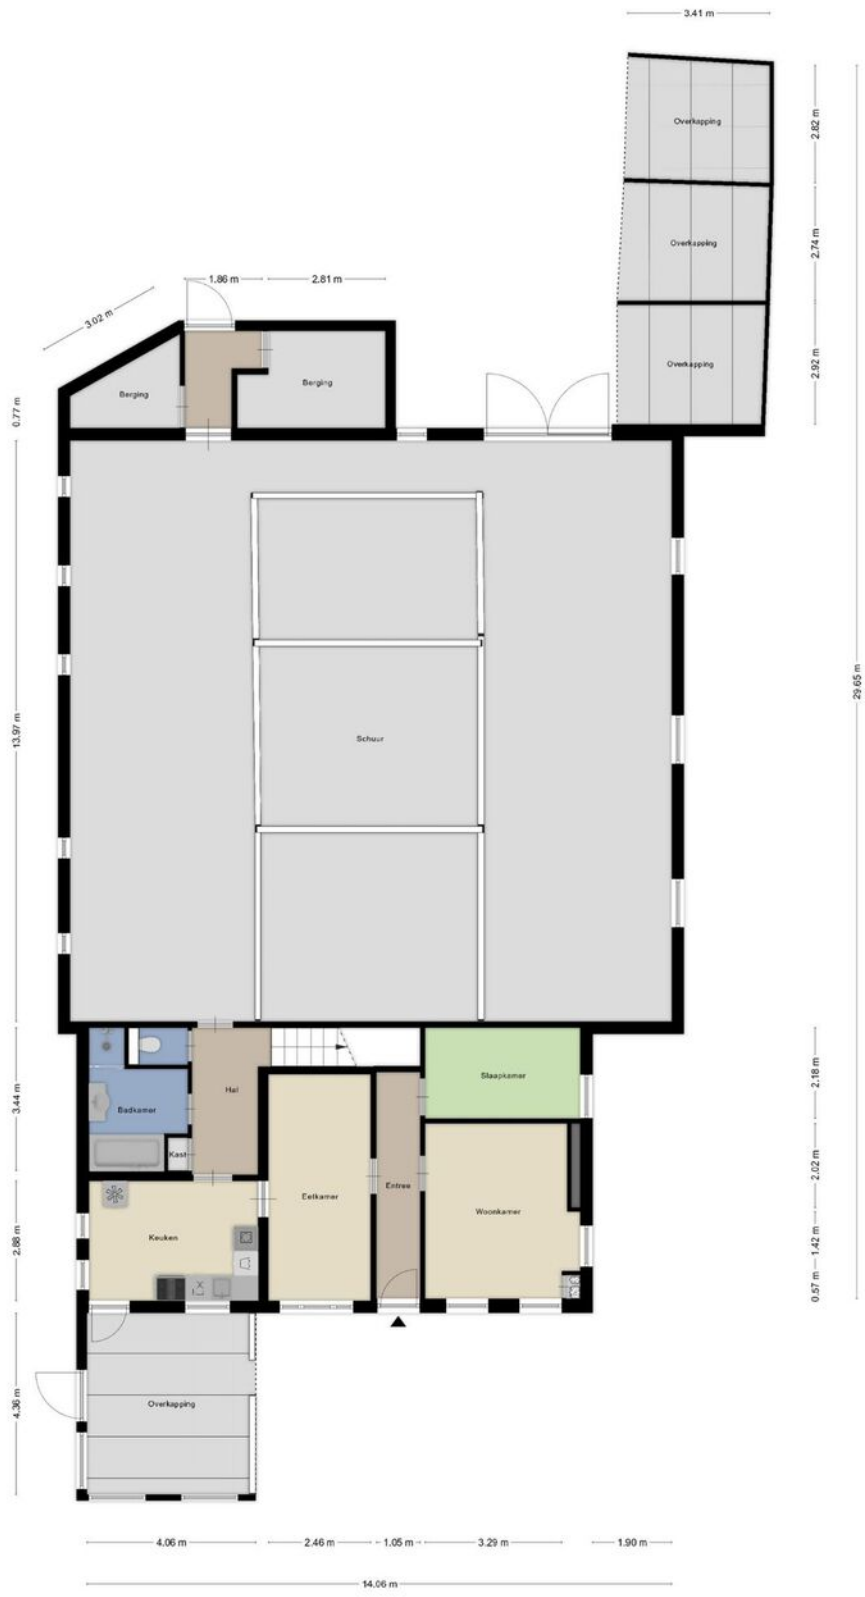 3.41 m
Overkapping
2.82 m
Overkapping
2.74 m
1.86 m
2.81 m
3.02 m
Overkapping
2.92 m
Berging
Berging
0.77 m
29.65 m
13.97 m
Schuur
Slaapkamer
2.18 m
Hal
3.44 m
Badkamer
Kast
2.02 m
Entree
Eetkamer
Woonkamer
Keuken
2.88 m
1.42 m
0.57 m
Overkapping
4.36 m
4.06 m
2.46 m
1.05 m
3.29 m
1.90 m
14.06 m